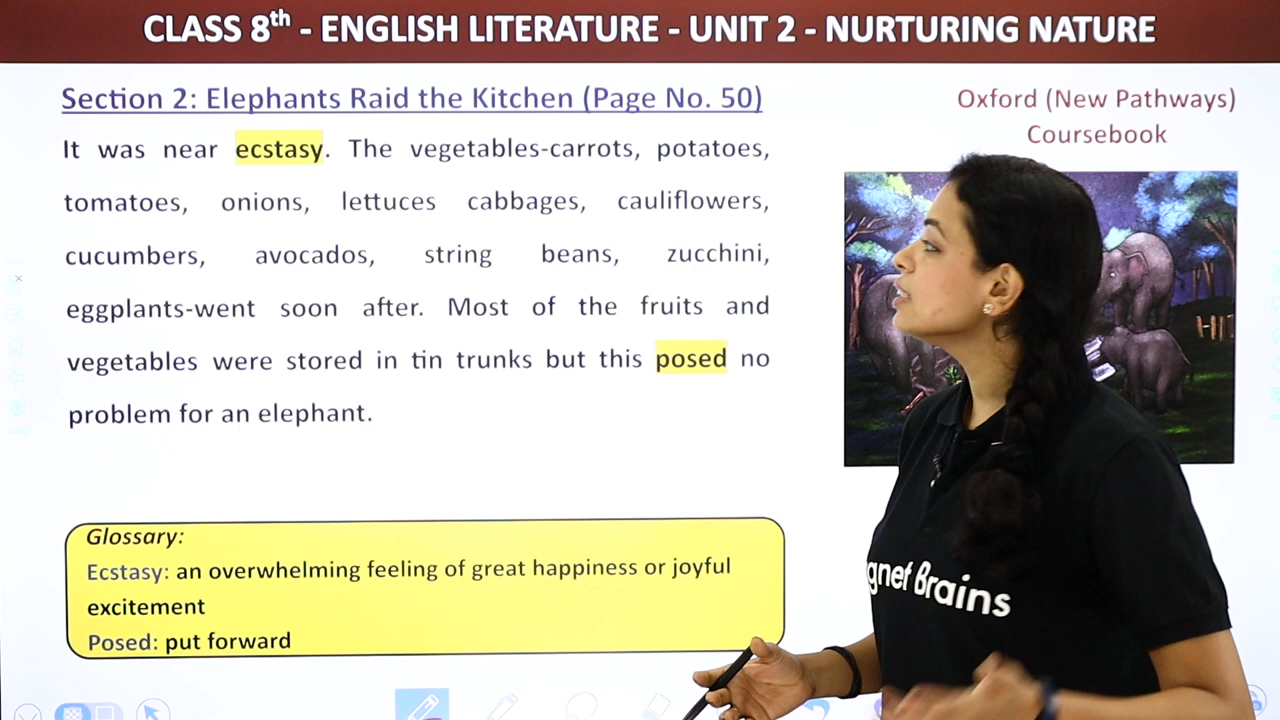 CLASS 8th - ENGLISH LITERATURE - UNIT 2 - NURTURING NATURE
Section 2: Elephants Raid the Kitchen (Page No. 50)
Oxford (New Pathways)
Coursebook
It was near ecstasy. The vegetables-carrots, potatoes,
tomatoes, onions, lettuces cabbages, cauliflowers,
cucumbers, avocados, string beans, zucchini,
eggplants-went soon after. Most of the fruits and
vegetables were stored in tin trunks but this posed no
problem for an elephant.
Glossary:
Ecstasy: an overwhelming feeling of great happiness or joyful
excitement
Posed: put forward
gnet Brains